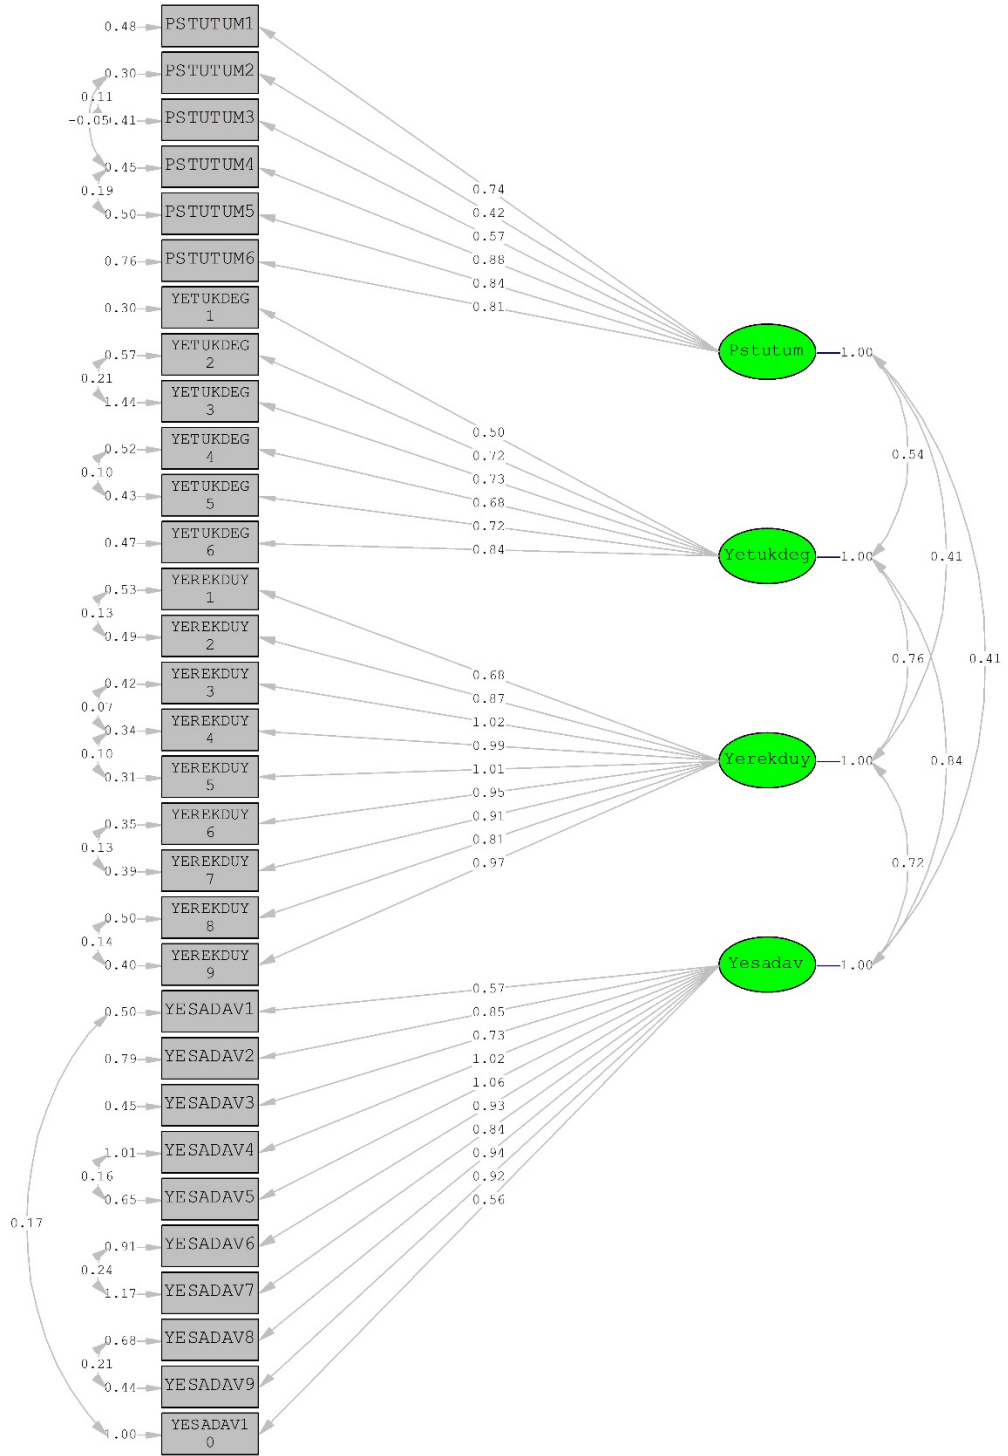 0.48
PSTUTUM1
0.30
PSTUTUM2
0.11
-0.05
0.41
PSTUTUM3
0.45
PSTUTUM4
0.19
0.50
PSTUTUM5
0.76
PSTUTUM6
0.30
YETUKDEG
1
0.57
YETUKDEG
2
0.21
1.44
YETUKDEG
3
0.52
YETUKDEG
4
0.10
0.43
YETUKDEG
5
0.47
YETUKDEG
6
0.53
YEREKDUY
1
0.13
0.49
YEREKDUY
2
0.42
YEREKDUY
3
0.07
0.34
YEREKDUY
4
0.10
0.31
YEREKDUY
5
0.35
YEREKDUY
6
0.13
0.39
YEREKDUY
7
0.50
YEREKDUY
8
0.14
0.40
YEREKDUY
9
0.50
YESADAV1
0.79
YESADAV2
0.45
YESADAV3
1.01
YESADAV4
0.16
0.65
YESADAV5
0.17
0.91
YESADAV6
0.24
1.17
YESADAV7
0.68
YESADAV8
0.21
0.44
YESADAV9
1.00
YESADAV1
0
0.74
0.42
0.57
0.88
0.84
0.81
0.50
0.72
0.73
0.68
0.72
0.84
0.68
0.87
1.02
0.99
1.01
0.95
0.91
0.81
0.97
0.57
0.85
0.73
1.02
1.06
0.93
0.84
0.94
0.92
0.56
Pstutum
1.00
Yetukdeg
1.00
Yerekduy
1.00
Yesadav
1.00
0.54
0.41
0.76
0.41
0.84
0.72